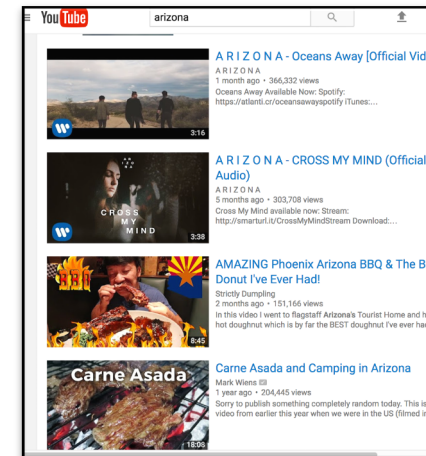 You Tube
arizona
A R I Z O N A - Oceans Away [Official Vid
A R I Z O N A
1 month ago • 366,332 views
Oceans Away Available Now: Spotify:
https://atlanti.cr/oceansawayspotify iTunes:...
3:16
A R I Z O N A - CROSS MY MIND (Official
Audio)
A R I Z O N A
5 months ago • 303,708 views
Cross My Mind available now: Stream:
http://smarturl.it/CrossMyMindStream Download:...
CROSS
MY
MIND
3:38
AMAZING Phoenix Arizona BBQ & The B
Donut I've Ever Had!
Strictly Dumpling
2 months ago • 151,166 views
In this video I went to flagstaff Arizona's Tourist Home and h
hot doughnut which is by far the BEST doughnut I've ever had
BBQ
8:45
Carne Asada and Camping in Arizona
Mark Wiens
1 year ago • 204,445 views
Sorry to publish something completely random today. This is
video from earlier this year when we were in the US (filmed in
Carne Asada
18:08